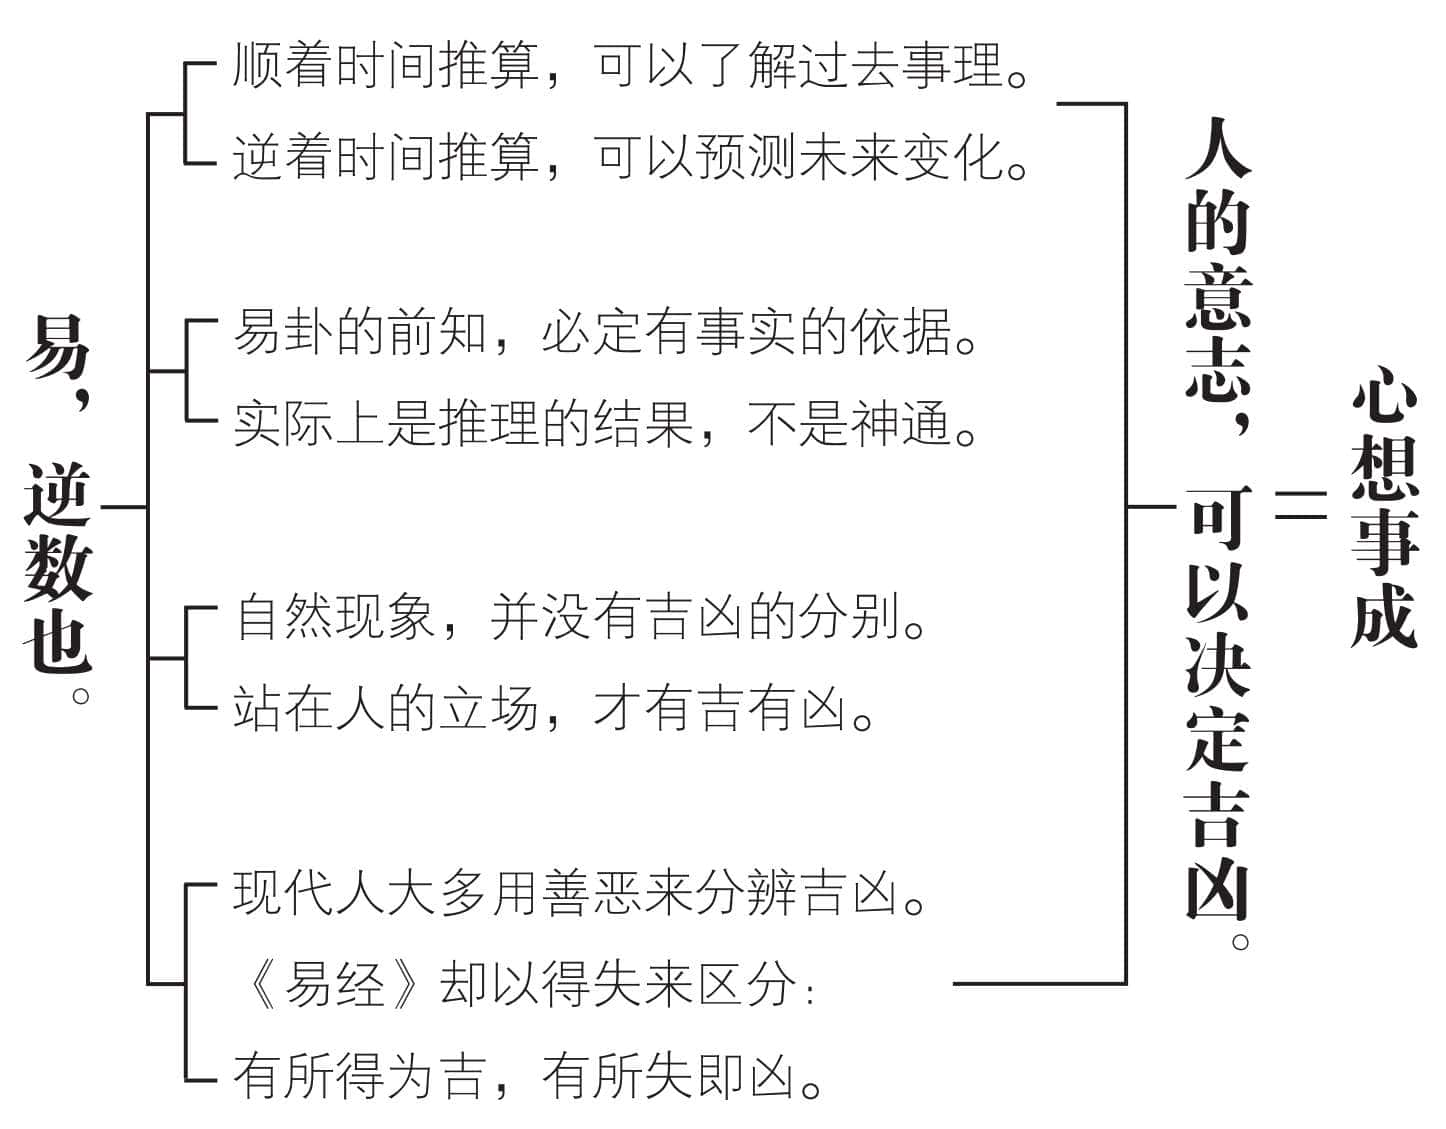 易，逆数也。
顺着时间推算，可以了解过去事理。
逆着时间推算，可以预测未来变化。
易卦的前知，必定有事实的依据。
实际上是推理的结果，不是神通。
自然现象，并没有吉凶的分别。
站在人的立场，才有吉有凶。
现代人大多用善恶来分辨吉凶。
《易经》却以得失来区分：
有所得为吉，有所失即凶。
人的意志，可以决定吉凶。
=
心想事成